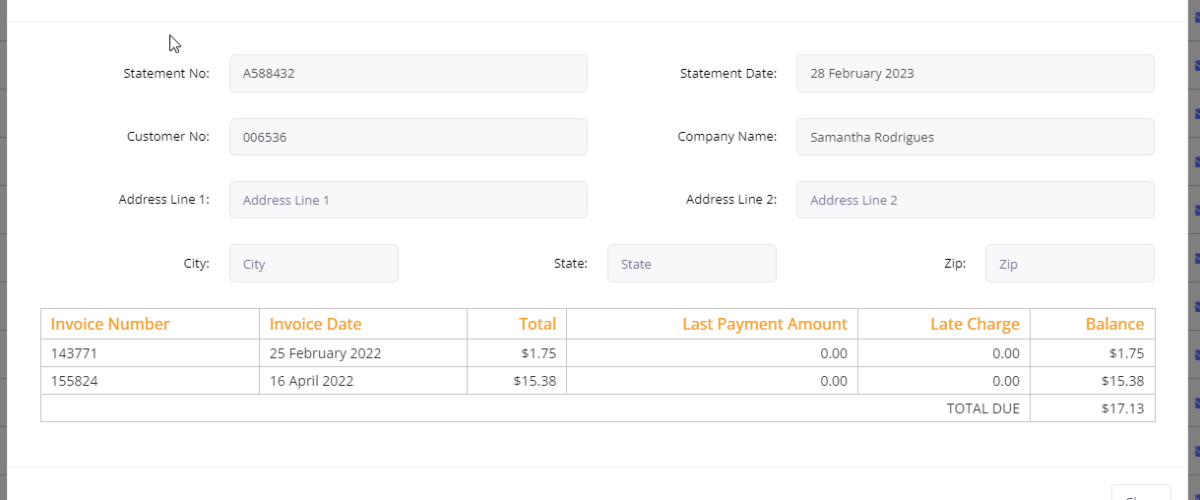 Statement No: A588432 Statement Date: 28 February 2023
Customer No: 006536 Company Name: Samantha Rodrigues
Address Line 1: Address Line 1 Address Line 2: Address Line 2
City: City State: State Zip: Zip
Invoice Number Invoice Date Total Last Payment Amount Late Charge Balance
143771 25 February 2022 $1.75 0.00 0.00 $1.75
155824 16 April 2022 $15.38 0.00 0.00 $15.38
TOTAL DUE $17.13